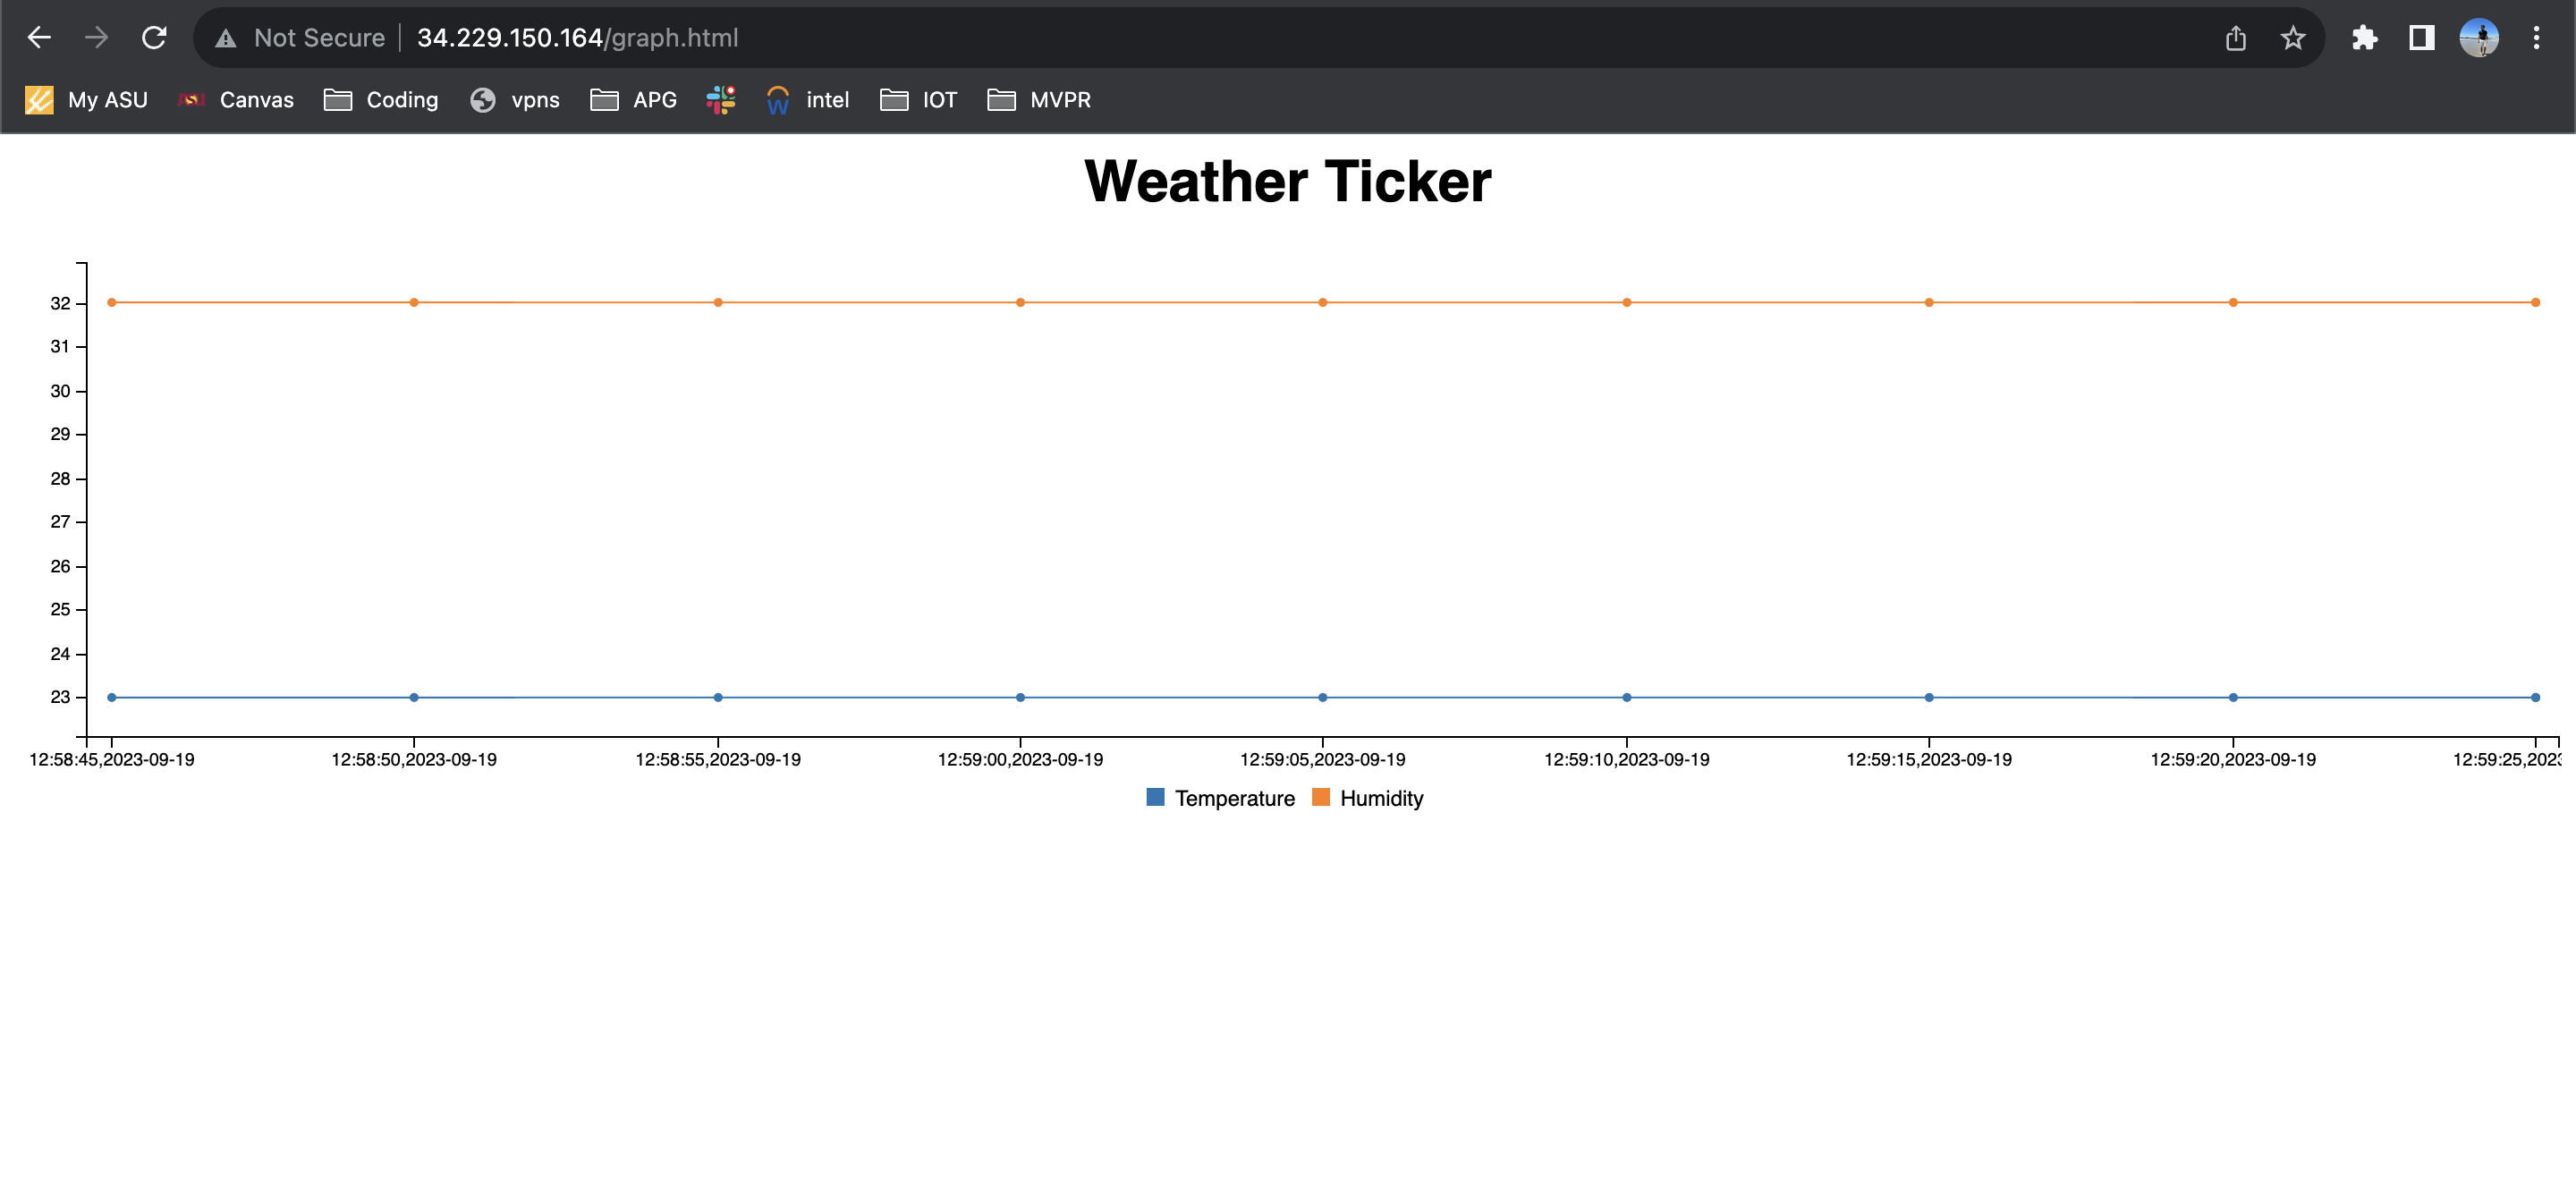 Not Secure 34.229.150.164/graph.html
My ASU Canvas Coding vpns APG intel IOT MVPR
Weather Ticker
32
31
30
29
28
27
26
25
24
23
12:58:45,2023-09-19 12:58:50,2023-09-19 12:58:55,2023-09-19 12:59:00,2023-09-19 12:59:05,2023-09-19 12:59:10,2023-09-19 12:59:15,2023-09-19 12:59:20,2023-09-19 12:59:25,2023
Temperature Humidity